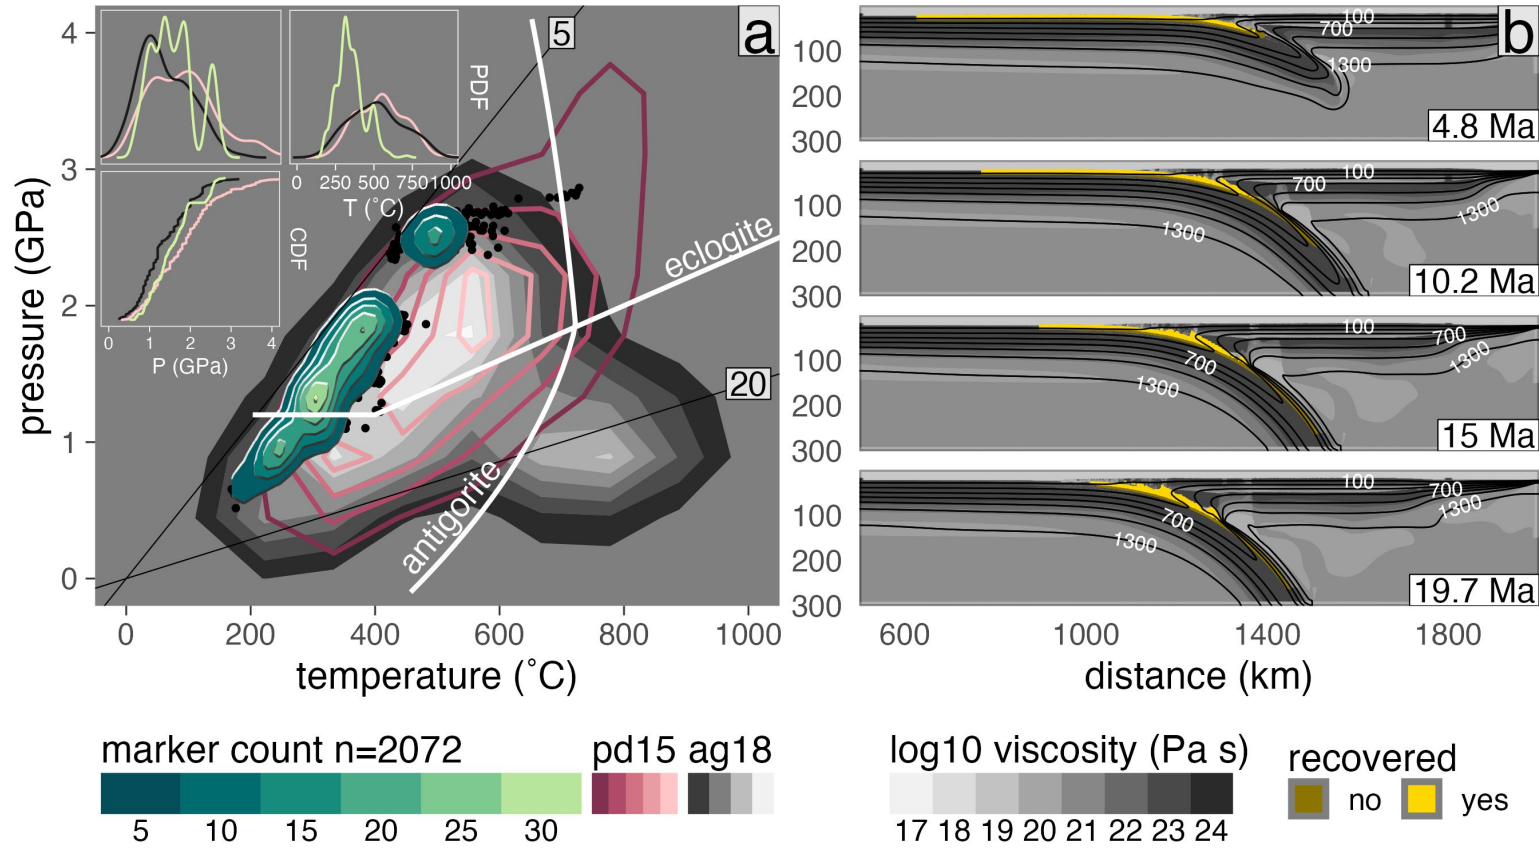 a
4
3
2
1
0
pressure (GPa)
0 200 400 600 800 1000
temperature (˚C)
5
20
eclogite
antigorite
PDF
0 250 500 750 1000
T (˚C)
CDF
0 1 2 3 4
P (GPa)
b
100
200
300
100
700
1300
4.8 Ma
100
200
300
100
700
1300
1300
10.2 Ma
100
200
300
100
700
1300
700
1300
15 Ma
100
200
300
100
700
1300
700
1300
19.7 Ma
600 1000 1400 1800
distance (km)
marker count n=2072
5 10 15 20 25 30
pd15 ag18
log10 viscosity (Pa s)
17 18 19 20 21 22 23 24
recovered
no yes